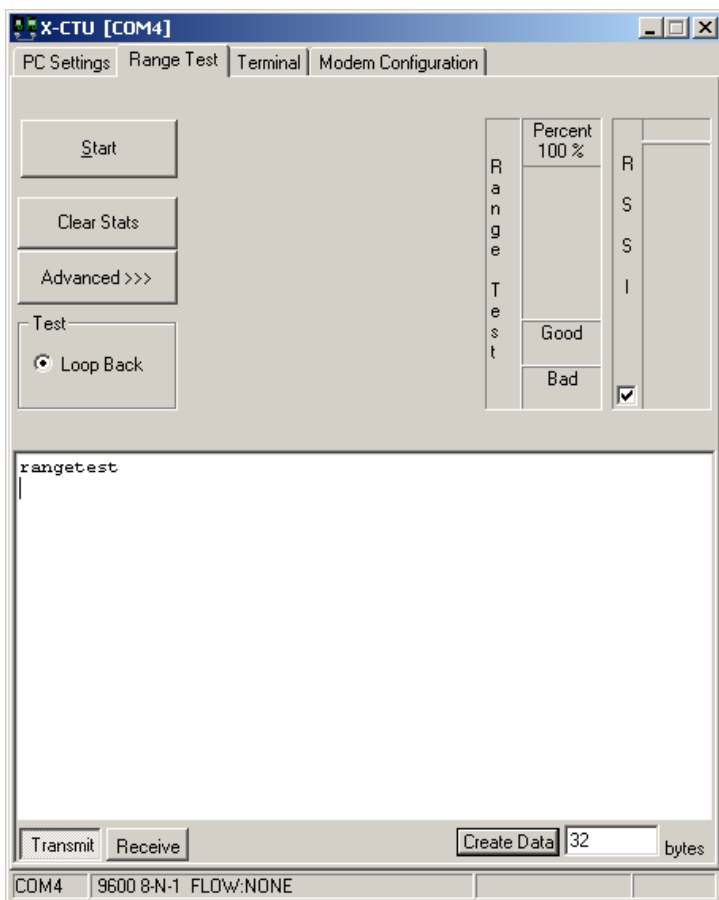 X-CTU [COM4]
PC Settings Range Test Terminal Modem Configuration
Start
Clear Stats
Advanced >>>
Test
Loop Back
Range Test
Percent
100 %
Good
Bad
RSSI
rangetest
Transmit Receive
Create Data 32 bytes
COM4 9600 8-N-1 FLOW:NONE